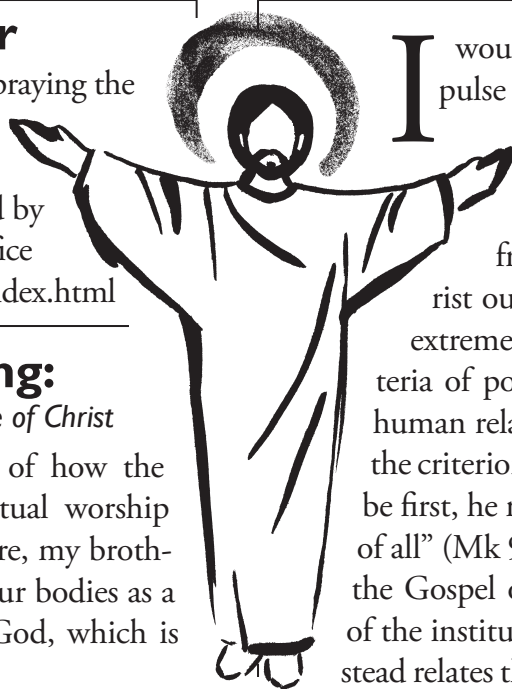 r
praying the
d by
ice
dex.html
ng:
e of Christ
of how the
tual worship
re, my broth-
ur bodies as a
God, which is
I wou
pulse
fr
rist ou
extreme
teria of po
human rela
the criterio
be first, he
of all” (Mk 9
the Gospel
of the institu
stead relates